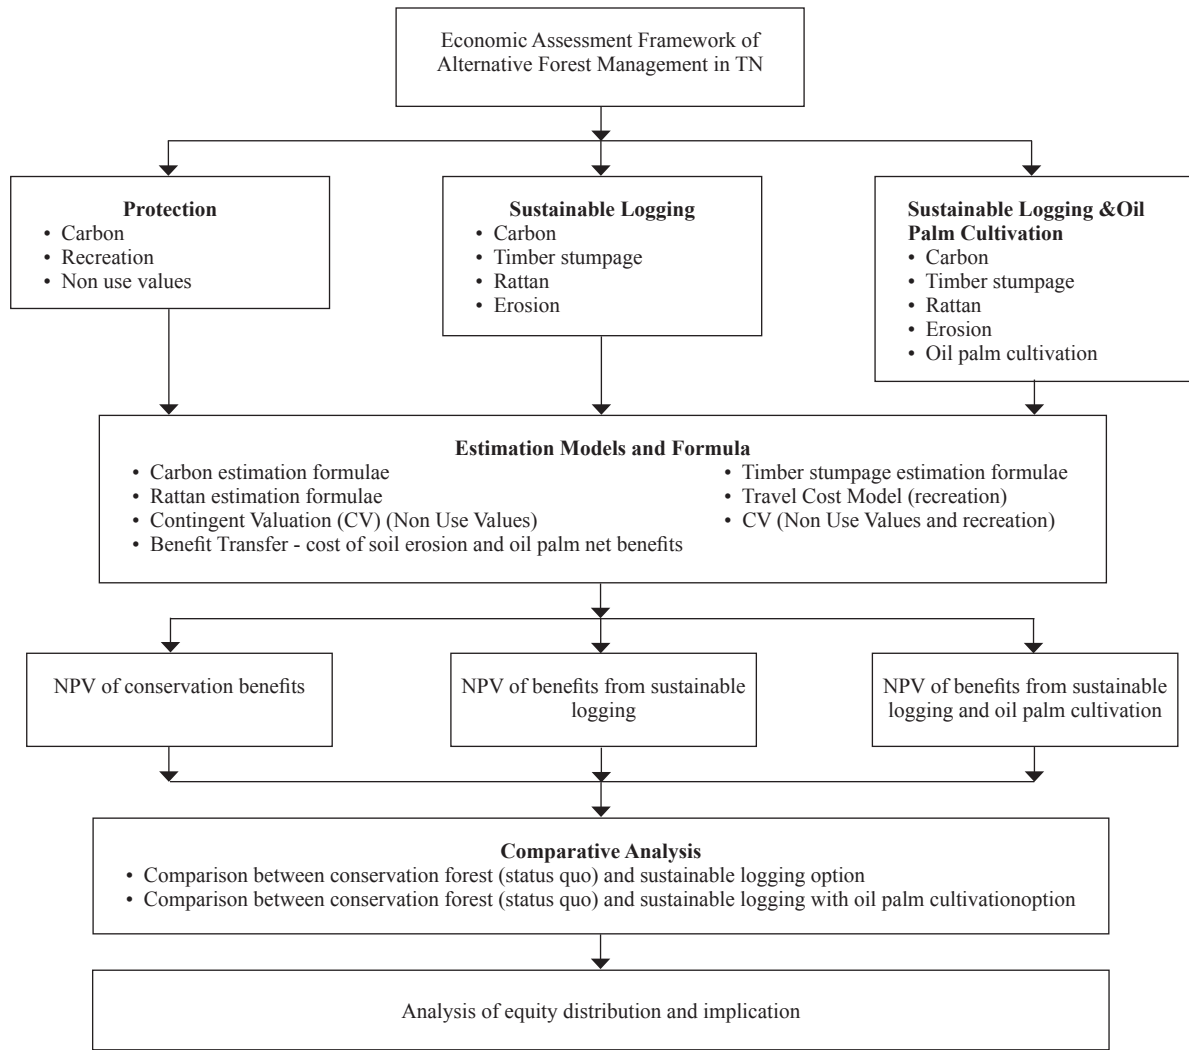 Economic Assessment Framework of
Alternative Forest Management in TN
Protection
• Carbon
• Recreation
• Non use values
Sustainable Logging
• Carbon
• Timber stumpage
• Rattan
• Erosion
Sustainable Logging &Oil
Palm Cultivation
• Carbon
• Timber stumpage
• Rattan
• Erosion
• Oil palm cultivation
Estimation Models and Formula
• Carbon estimation formulae
• Rattan estimation formulae
• Contingent Valuation (CV) (Non Use Values)
• Benefit Transfer - cost of soil erosion and oil palm net benefits
• Timber stumpage estimation formulae
• Travel Cost Model (recreation)
• CV (Non Use Values and recreation)
NPV of conservation benefits
NPV of benefits from sustainable
logging
NPV of benefits from sustainable
logging and oil palm cultivation
Comparative Analysis
• Comparison between conservation forest (status quo) and sustainable logging option
• Comparison between conservation forest (status quo) and sustainable logging with oil palm cultivationoption
Analysis of equity distribution and implication